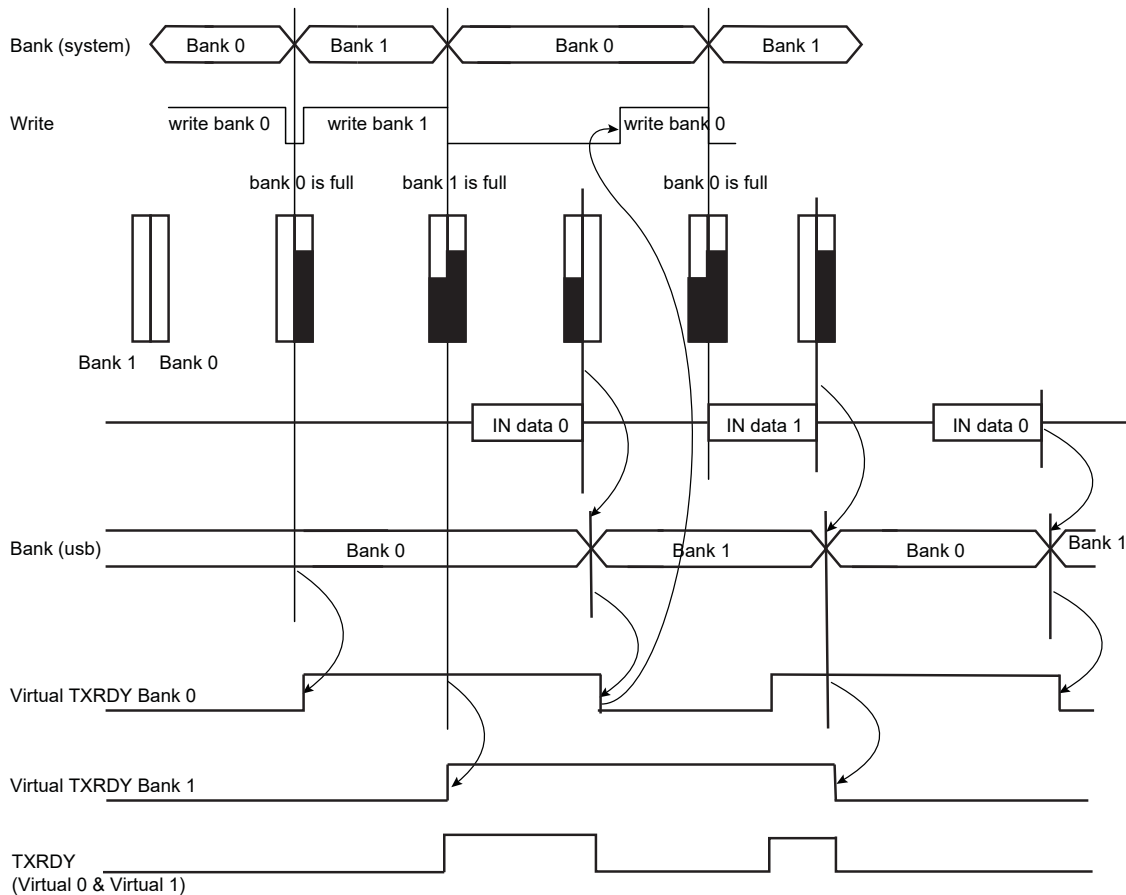 Bank (system)
Bank 0
Bank 1
Bank 0
Bank 1
Write
write bank 0
write bank 1
write bank 0
bank 0 is full
bank 1 is full
bank 0 is full
Bank 1
Bank 0
IN data 0
IN data 1
IN data 0
Bank (usb)
Bank 0
Bank 1
Bank 0
Bank 1
Virtual TXRDY Bank 0
Virtual TXRDY Bank 1
TXRDY
(Virtual 0 & Virtual 1)